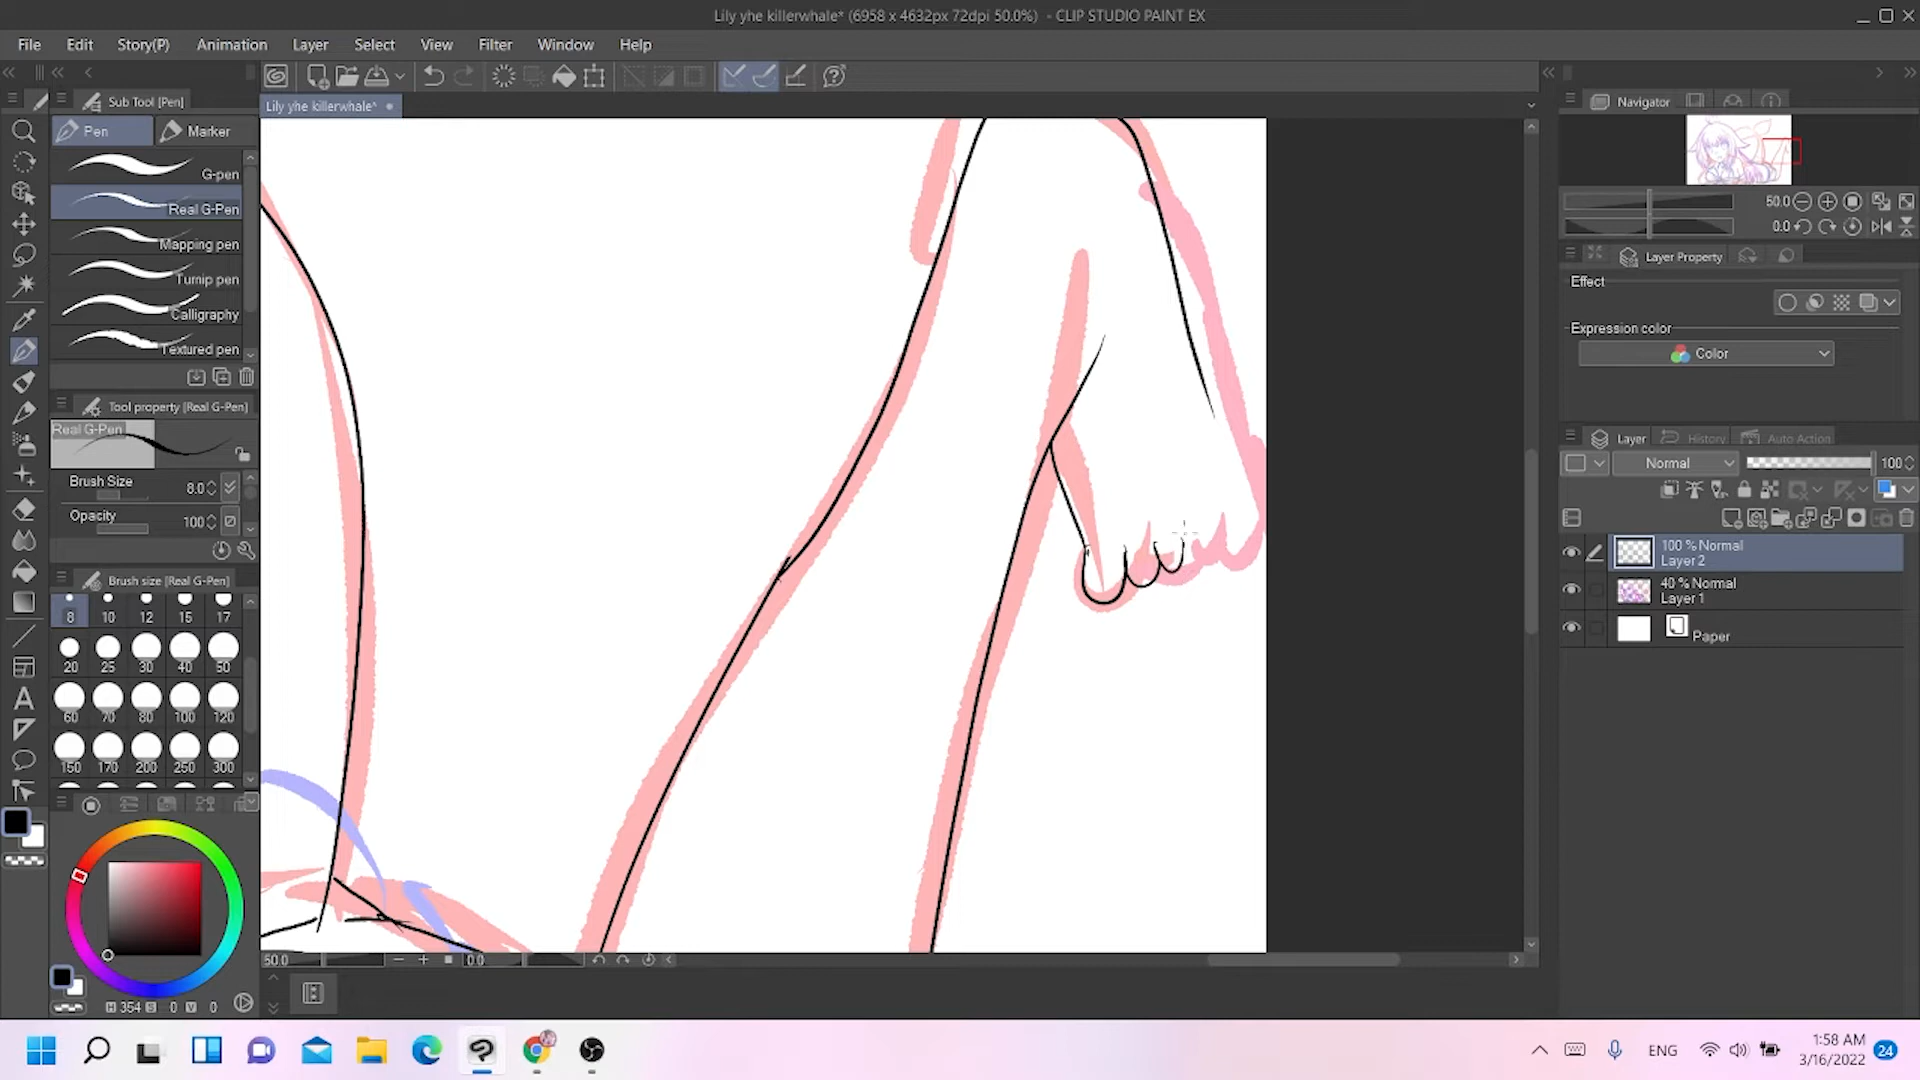 Lily yhe killerwhale* (6958 x 4632px 72dpi 50.0%) - CLIP STUDIO PAINT EX
File Edit Story(P) Animation Layer Select View Filter Window Help
Sub Tool [Pen]
Lily yhe killerwhale*
Navigator
Pen Marker
G-pen
Real G-Pen
Mapping pen
Turnip pen
Calligraphy
Textured pen
50.0
0.0
Layer Property
Effect
Expression color
Color
Tool property [Real G-Pen]
Real G-Pen
Brush Size 8.0
Opacity 100
Layer History Auto Action
Normal 100
100 % Normal
Layer 2
40 % Normal
Layer 1
Paper
Brush size [Real G-Pen]
8 10 12 15 17
20 25 30 40 50
60 70 80 100 120
150 170 200 250 300
50.0 0.0
H 354 S 0 V 0
ENG
1:58 AM
3/16/2022
24